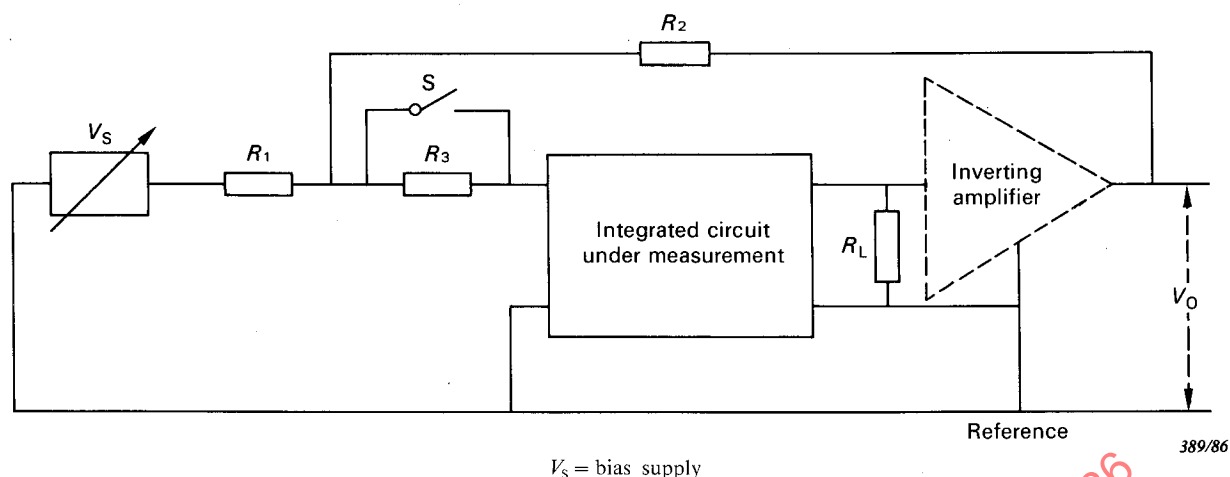 R2
S
VS
R1
R3
Inverting
amplifier
Integrated circuit
under measurement
RL
VO
Reference
389/86
VS = bias supply